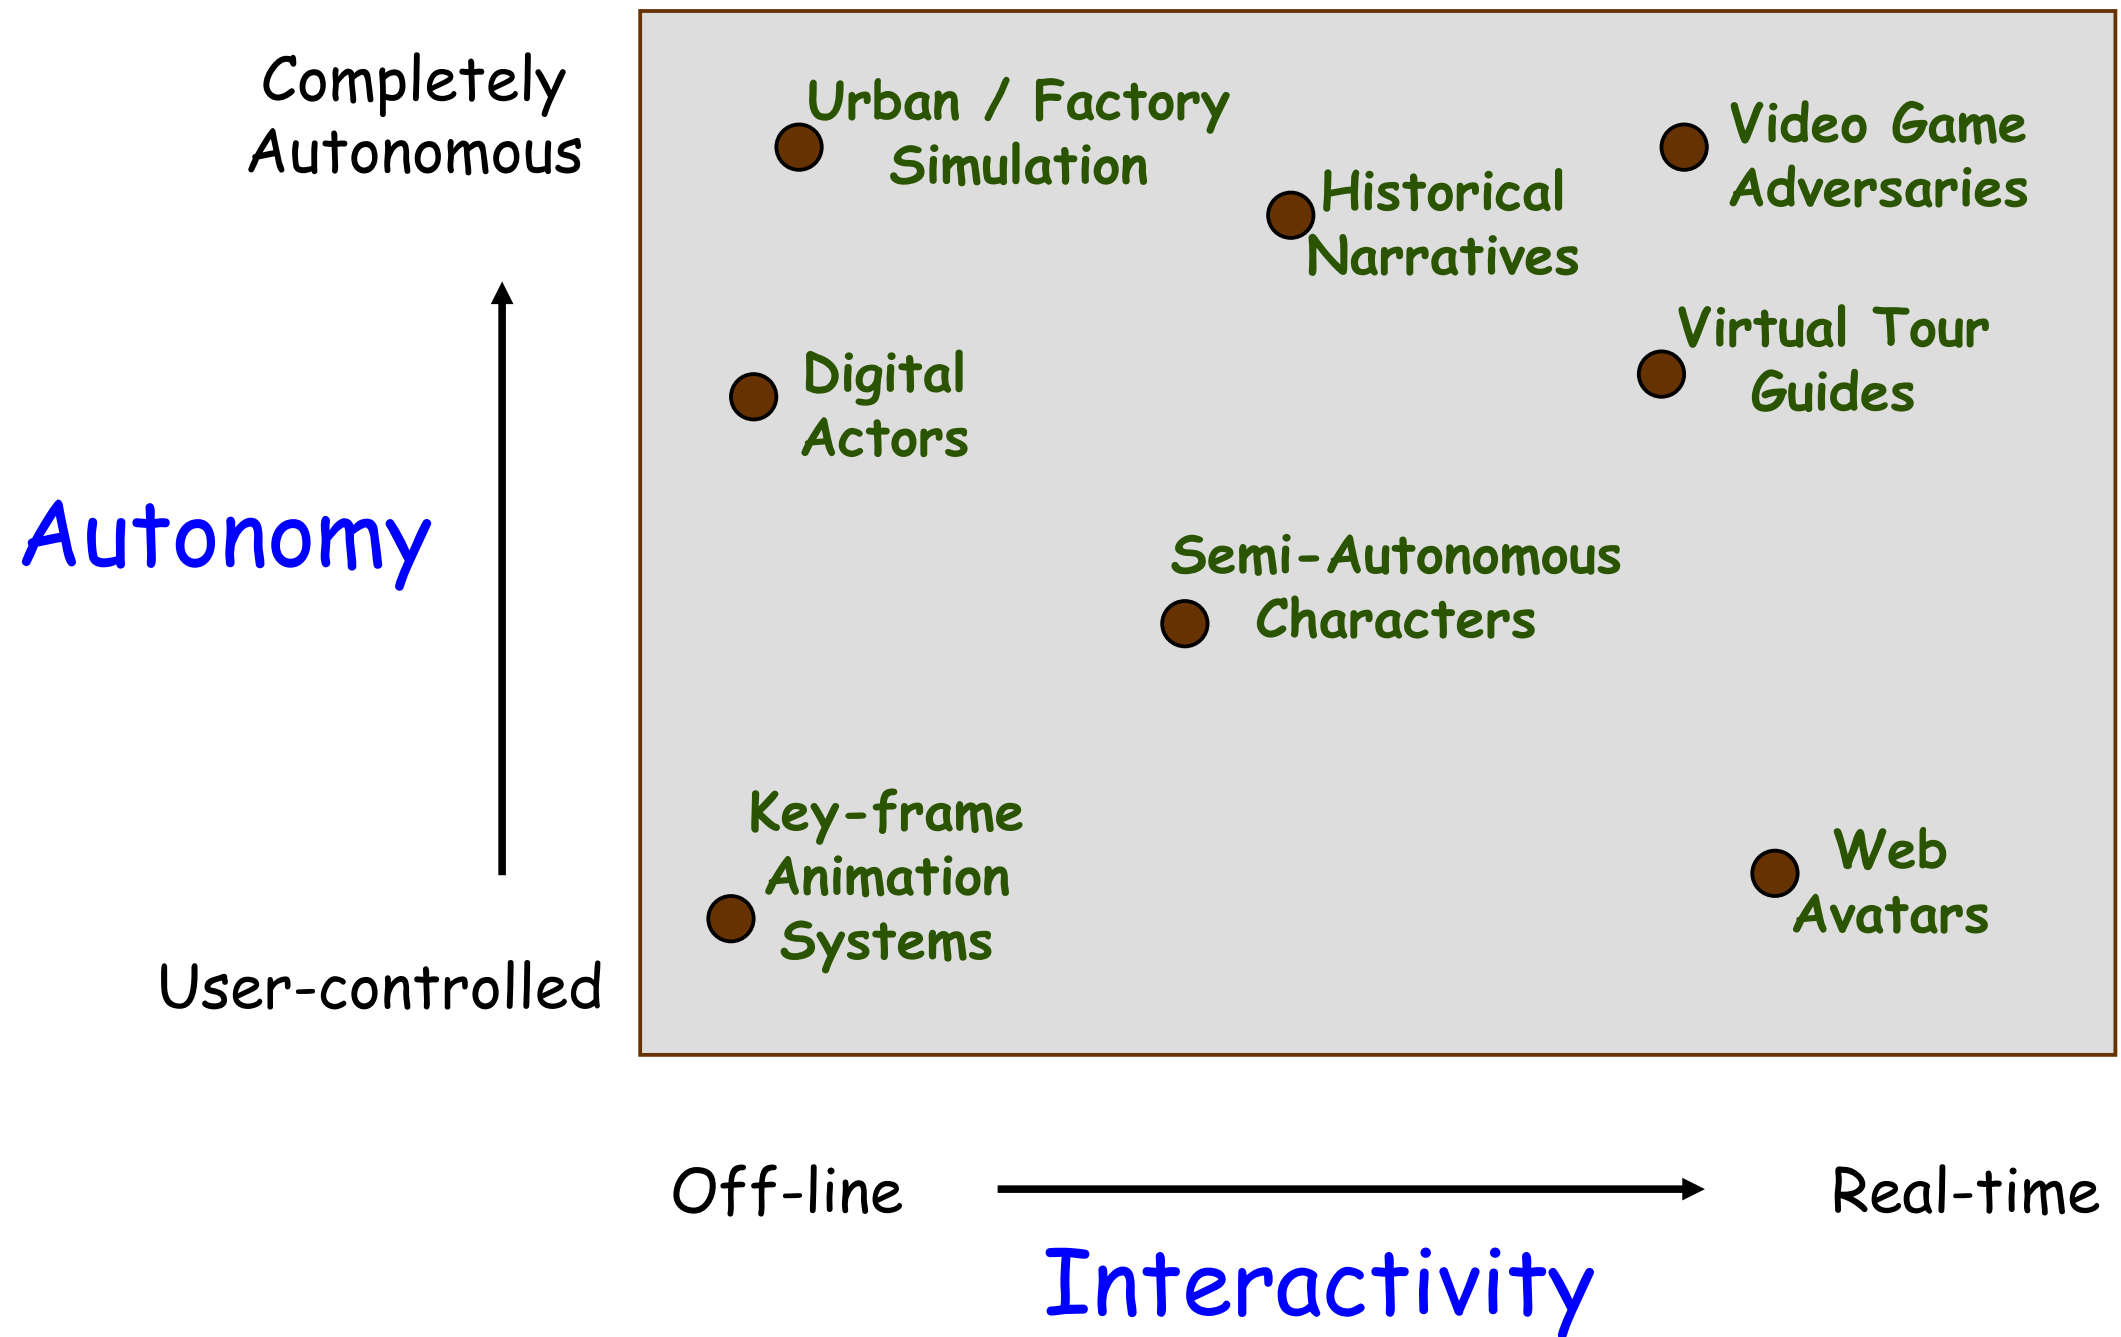 Completely
Autonomous
Autonomy
User-controlled
Urban / Factory
Simulation
Historical
Narratives
Video Game
Adversaries
Virtual Tour
Guides
Digital
Actors
Semi-Autonomous
Characters
Key-frame
Animation
Systems
Web
Avatars
Off-line
Real-time
Interactivity